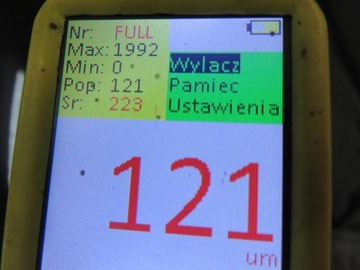 Nr: FULL
Max: 1992
Min: 0
Pop: 121
Sr: 223
Wylacz
Pamiec
Ustawienia
121
um